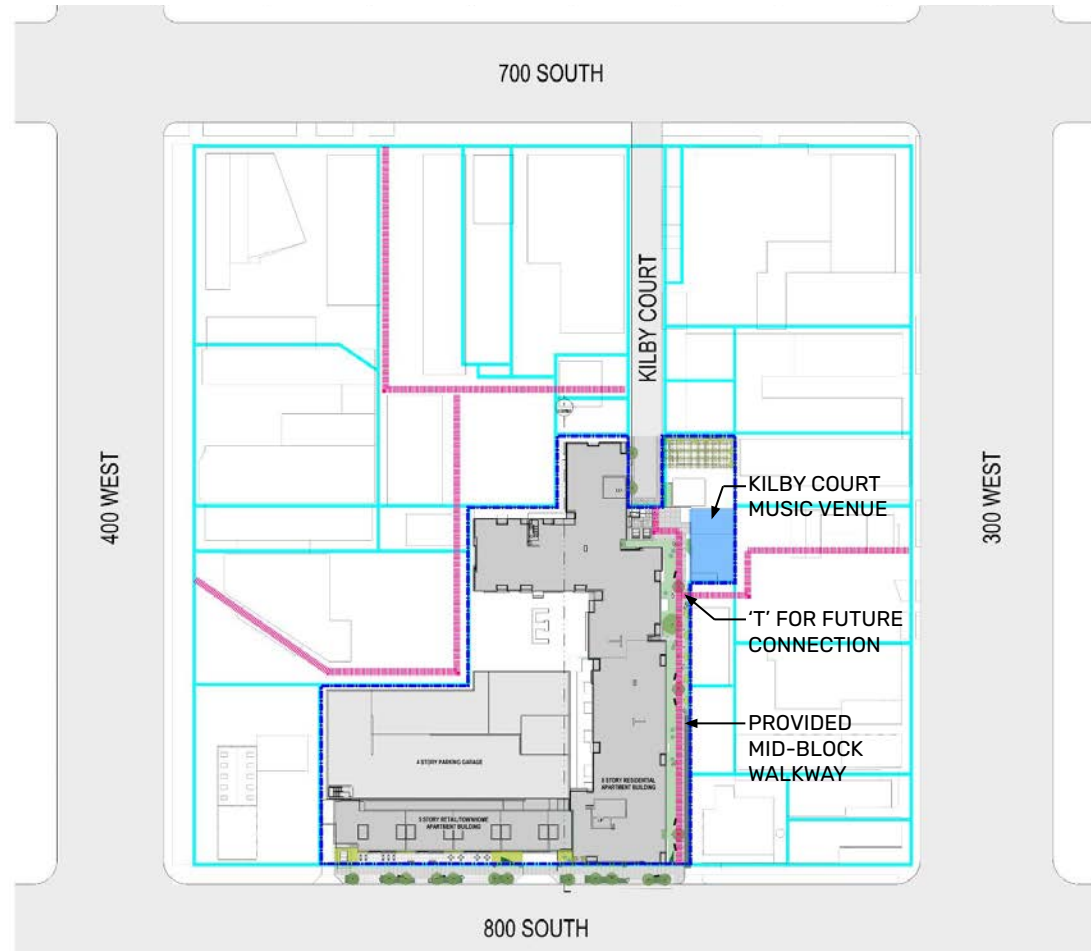 700 SOUTH
KILBY COURT
400 WEST
300 WEST
KILBY COURT
MUSIC VENUE
'T' FOR FUTURE
CONNECTION
PROVIDED
MID-BLOCK
WALKWAY
4 STORY PARKING GARAGE
5 STORY RESIDENTIAL
APARTMENT BUILDING
3 STORY RETAIL/TOWNHOME
APARTMENT BUILDING
800 SOUTH